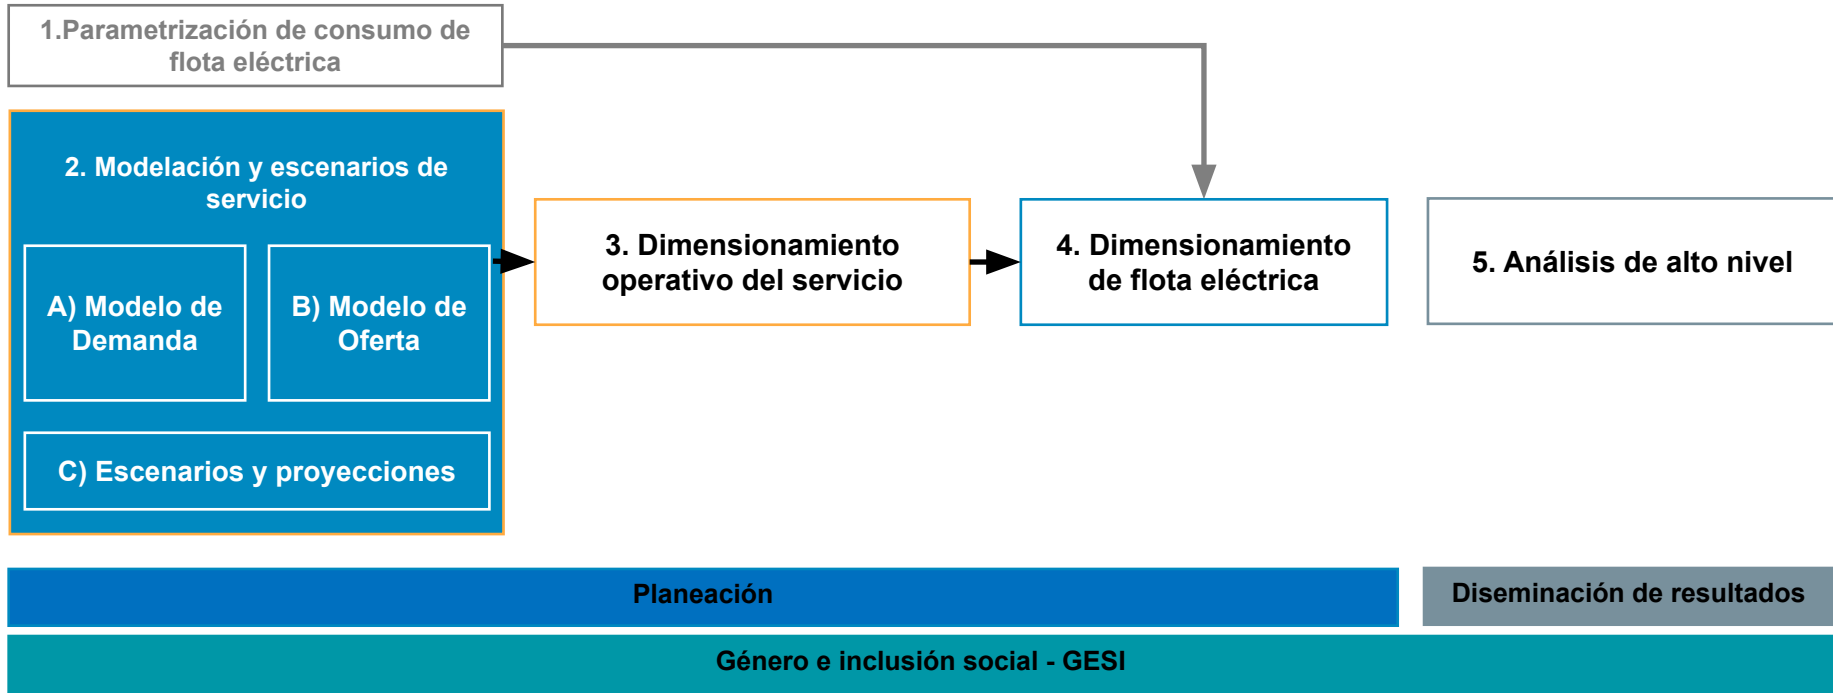 1.Parametrización de consumo de
flota eléctrica
2. Modelación y escenarios de
servicio
A) Modelo de
Demanda
B) Modelo de
Oferta
C) Escenarios y proyecciones
3. Dimensionamiento
operativo del servicio
4. Dimensionamiento
de flota eléctrica
5. Análisis de alto nivel
Planeación
Diseminación de resultados
Género e inclusión social - GESI